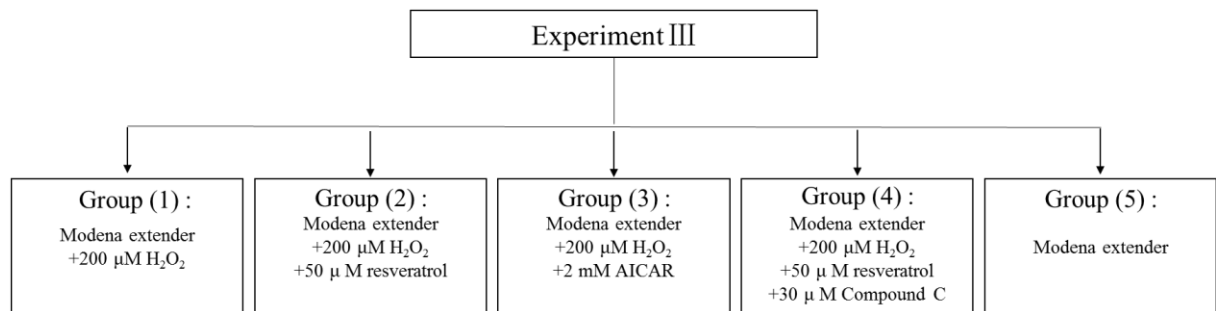 Experiment Ⅲ
Group (1) :
Modena extender
+200 μM H₂O₂
Group (2) :
Modena extender
+200 μM H₂O₂
+50 μ M resveratrol
Group (3) :
Modena extender
+200 μM H₂O₂
+2 mM AICAR
Group (4) :
Modena extender
+200 μM H₂O₂
+50 μ M resveratrol
+30 μ M Compound C
Group (5) :
Modena extender